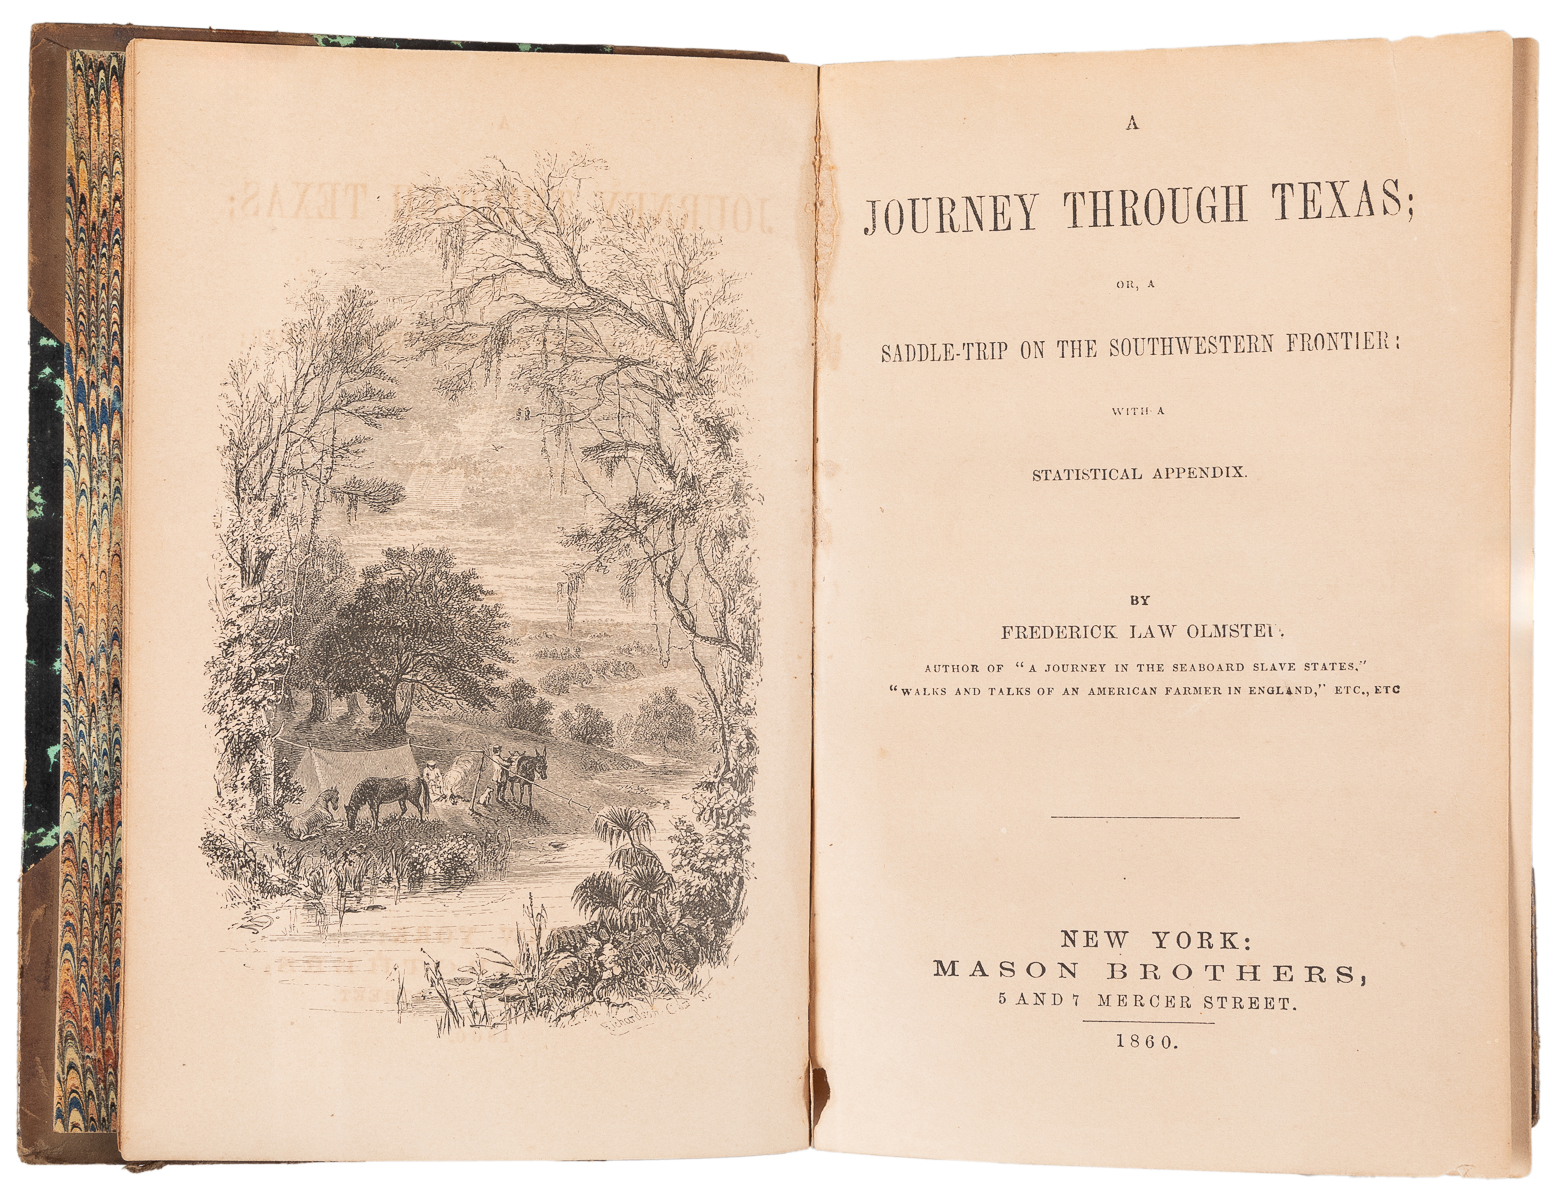 A
JOURNEY THROUGH TEXAS;
OR, A
SADDLE-TRIP ON THE SOUTHWESTERN FRONTIER;
WITH A
STATISTICAL APPENDIX.
BY
FREDERICK LAW OLMSTED.
AUTHOR OF "A JOURNEY IN THE SEABOARD SLAVE STATES,"
"WALKS AND TALKS OF AN AMERICAN FARMER IN ENGLAND," ETC., ETC
NEW YORK:
MASON BROTHERS,
5 AND 7 MERCER STREET.
1860.